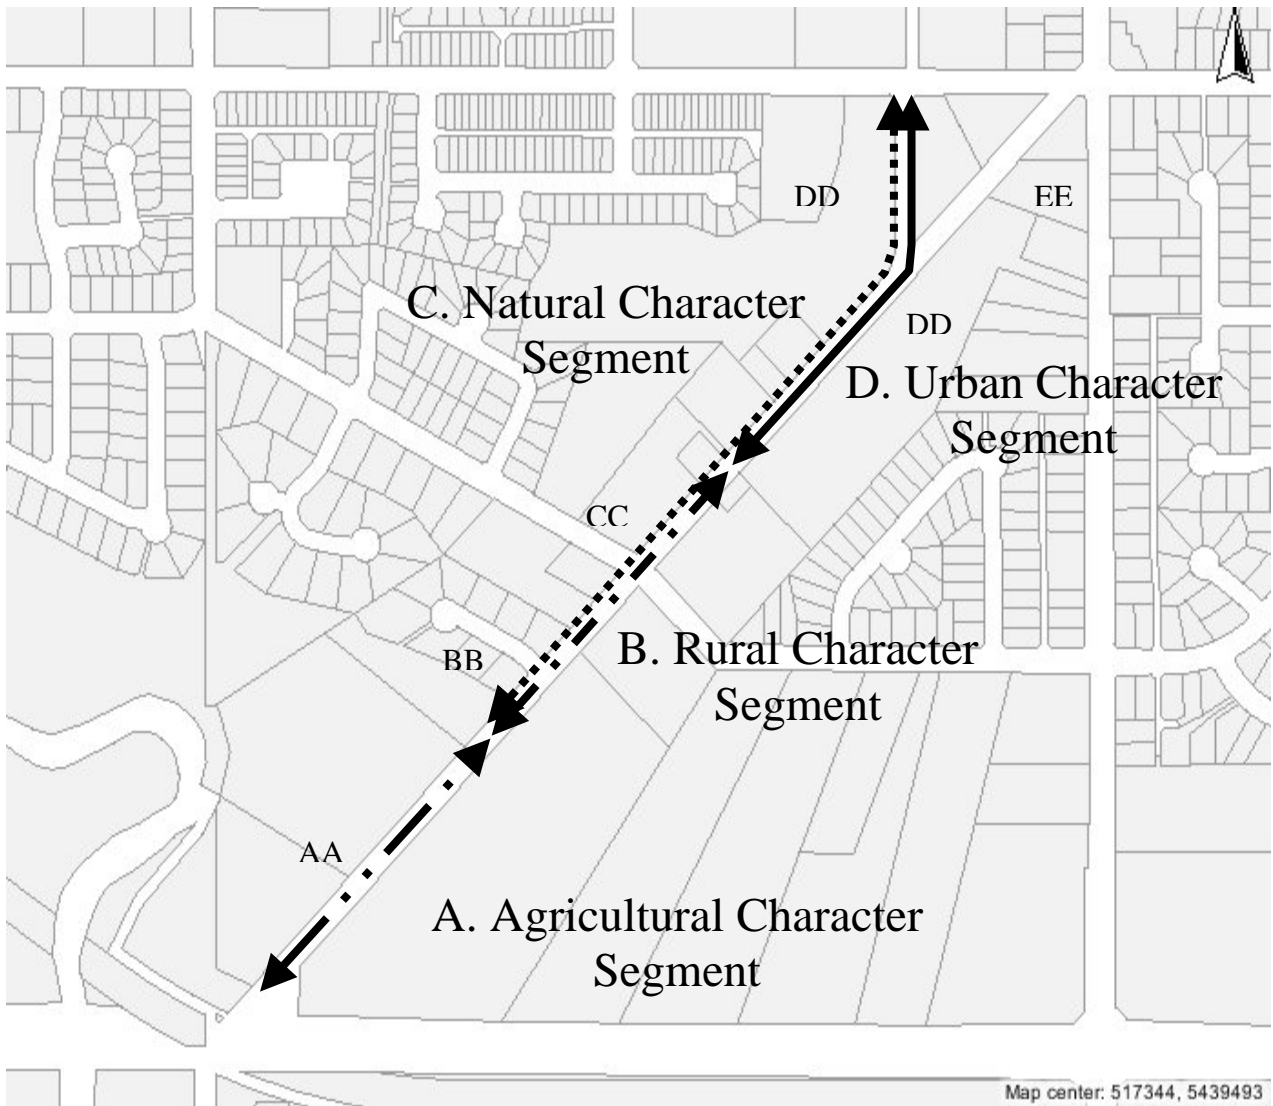 DD
EE
C. Natural Character
Segment
DD
D. Urban Character
Segment
CC
B. Rural Character
Segment
BB
AA
A. Agricultural Character
Segment
Map center: 517344, 5439493